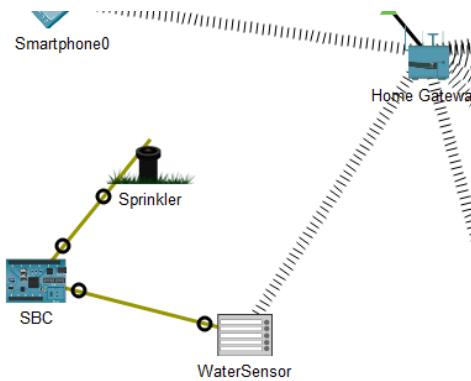 Smartphone0
Home Gatewa
Sprinkler
SBC
WaterSensor